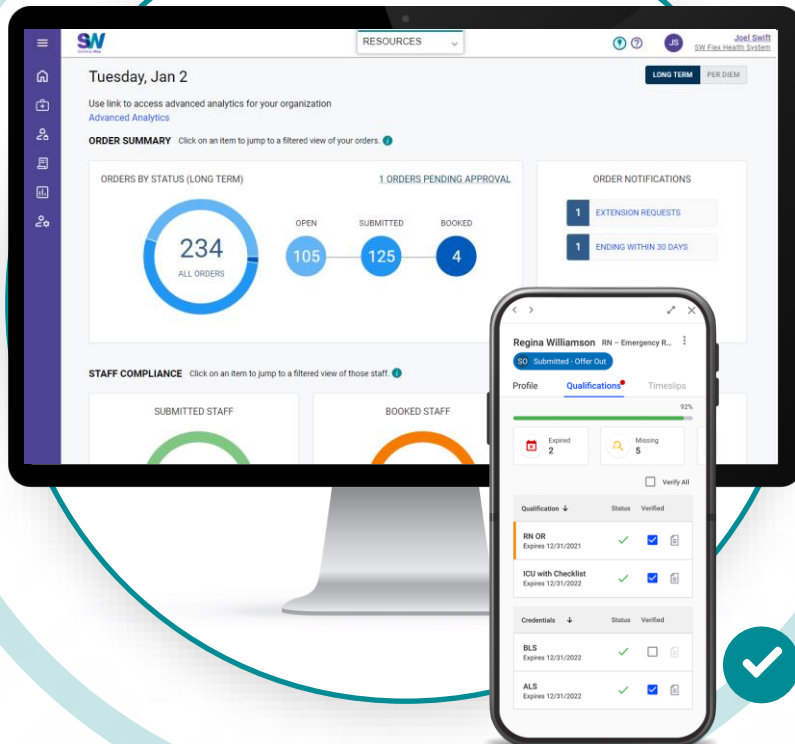 SW
RESOURCES
JS
Joel Swift
SW Flex Health System
Tuesday, Jan 2
LONG TERM
PER DIEM
Use link to access advanced analytics for your organization
Advanced Analytics
ORDER SUMMARY Click on an item to jump to a filtered view of your orders.
ORDERS BY STATUS (LONG TERM)
1 ORDERS PENDING APPROVAL
234
ALL ORDERS
OPEN
SUBMITTED
BOOKED
105
125
4
ORDER NOTIFICATIONS
1 EXTENSION REQUESTS
1 ENDING WITHIN 30 DAYS
STAFF COMPLIANCE Click on an item to jump to a filtered view of those staff.
SUBMITTED STAFF
BOOKED STAFF
Regina Williamson RN – Emergency R...
SO Submitted - Offer Out
Profile Qualifications Timeslips
92%
Expired
2
Missing
5
Verify All
Qualification Status Verified
RN OR
Expires 12/31/2021
ICU with Checklist
Expires 12/31/2022
Credentials Status Verified
BLS
Expires 12/31/2022
ALS
Expires 12/31/2022